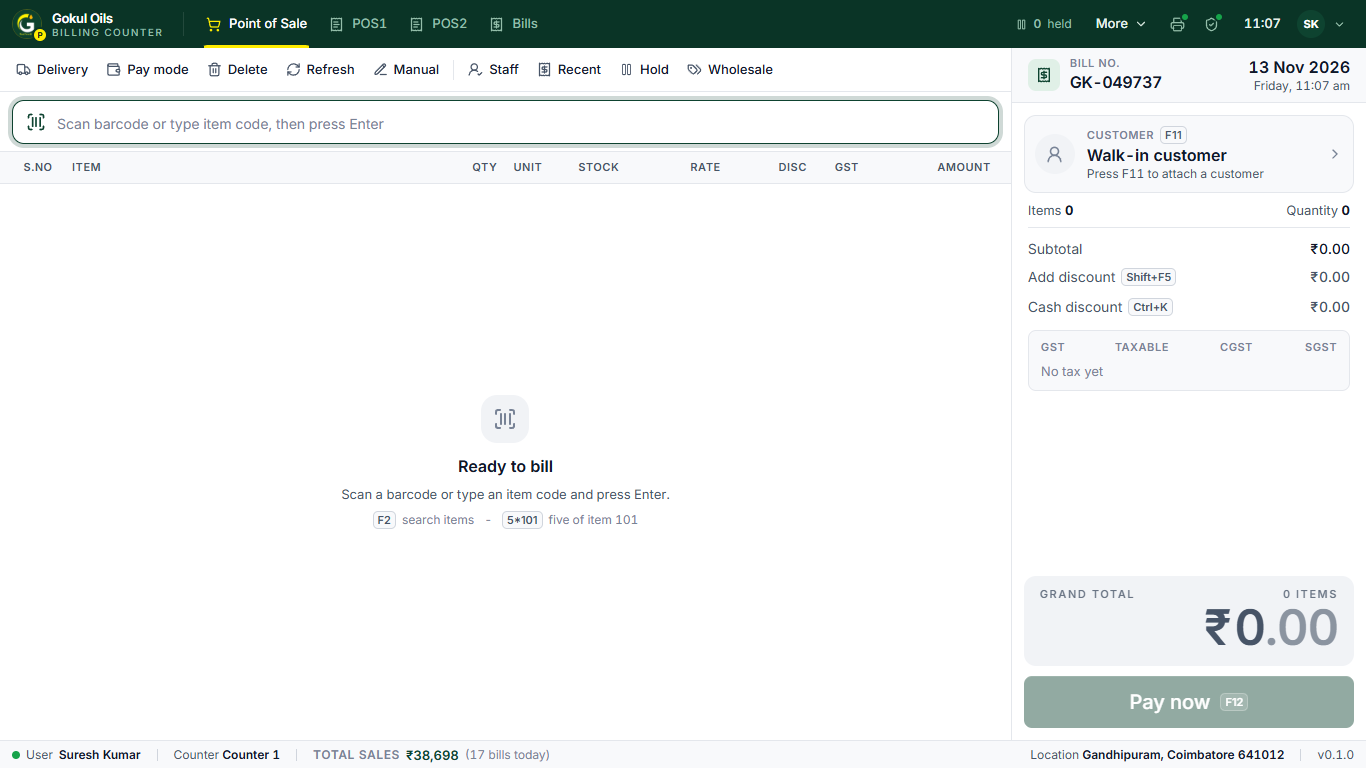 Gokul Oils
BILLING COUNTER
P
Point of Sale
POS1
POS2
Bills
0 held
More
11:07
SK
Delivery
Pay mode
Delete
Refresh
Manual
Staff
Recent
Hold
Wholesale
BILL NO.
GK-049737
13 Nov 2026
Friday, 11:07 am
Scan barcode or type item code, then press Enter
S.NO ITEM QTY UNIT STOCK RATE DISC GST AMOUNT
CUSTOMER F11
Walk-in customer
Press F11 to attach a customer
Items 0 Quantity 0
Subtotal ₹0.00
Add discount Shift+F5 ₹0.00
Cash discount Ctrl+K ₹0.00
GST TAXABLE CGST SGST
No tax yet
Ready to bill
Scan a barcode or type an item code and press Enter.
F2 search items - 5*101 five of item 101
GRAND TOTAL 0 ITEMS
₹0.00
Pay now F12
User Suresh Kumar
Counter Counter 1
TOTAL SALES ₹38,698 (17 bills today)
Location Gandhipuram, Coimbatore 641012
v0.1.0